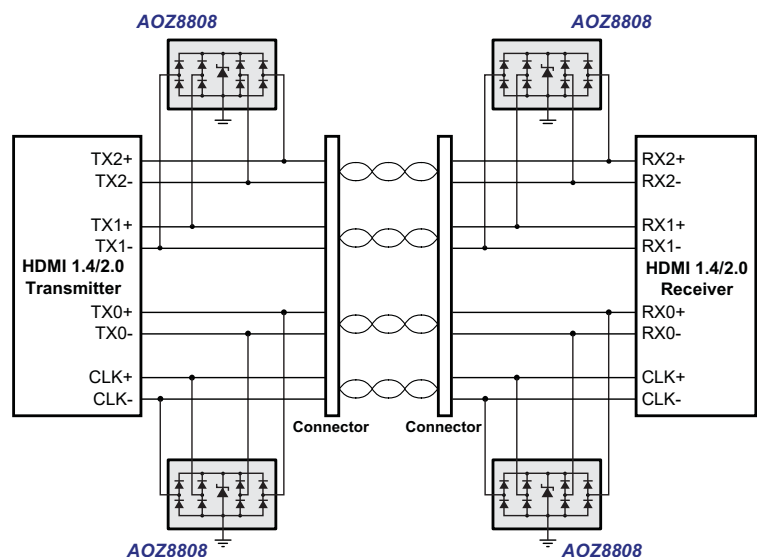 AOZ8808
AOZ8808
TX2+
TX2-
TX1+
TX1-
HDMI 1.4/2.0
Transmitter
TX0+
TX0-
CLK+
CLK-
RX2+
RX2-
RX1+
RX1-
HDMI 1.4/2.0
Receiver
RX0+
RX0-
CLK+
CLK-
Connector
Connector
AOZ8808
AOZ8808